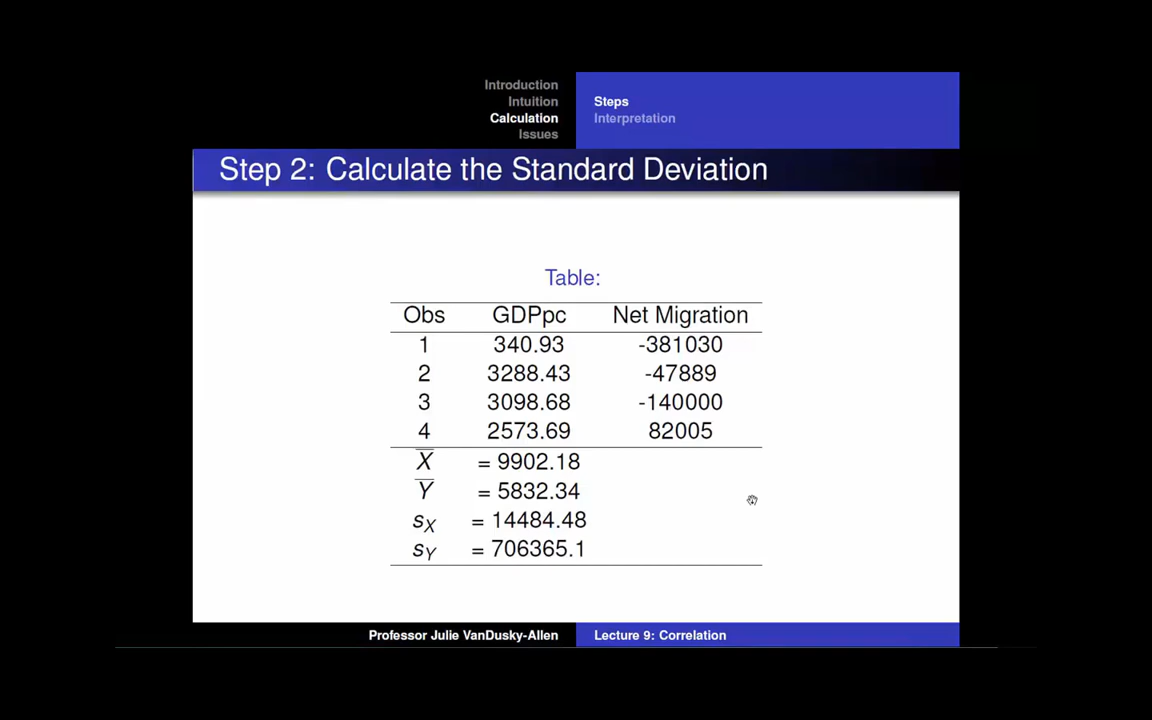 Introduction
Intuition
Calculation
Issues
Steps
Interpretation
Step 2: Calculate the Standard Deviation
Table:
Obs GDPpc Net Migration
1 340.93 -381030
2 3288.43 -47889
3 3098.68 -140000
4 2573.69 82005
X̅ = 9902.18
Y̅ = 5832.34
sX = 14484.48
sY = 706365.1
Professor Julie VanDusky-Allen Lecture 9: Correlation